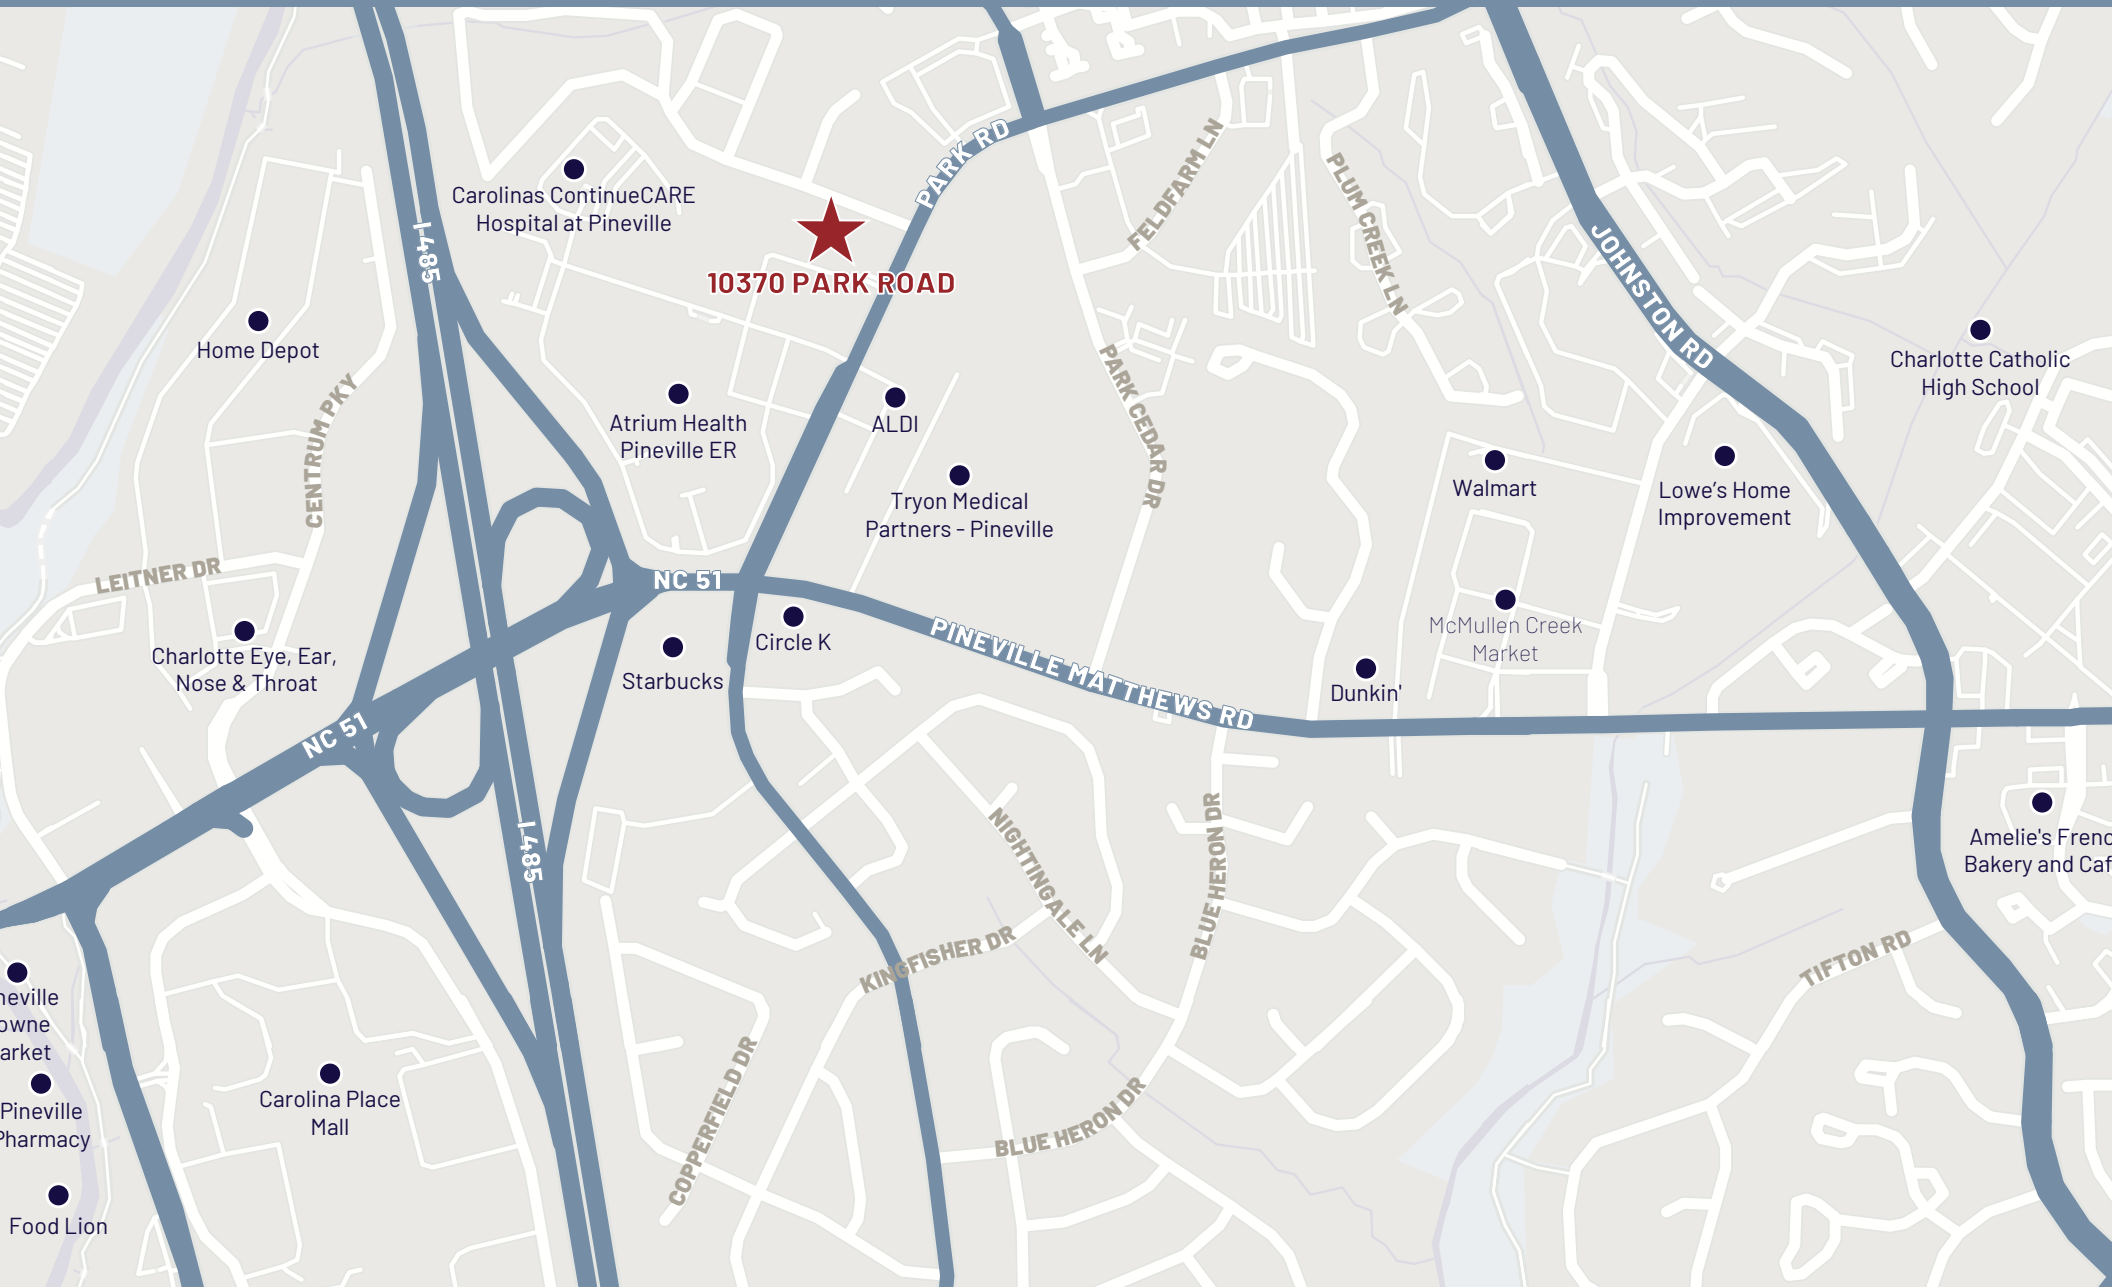 PARK RD
FELDFARM LN
PLUM CREEK LN
Carolinas ContinueCARE
Hospital at Pineville
I-485
10370 PARK ROAD
JOHNSTON RD
Home Depot
CENTRUM PKY
Charlotte Catholic
High School
PARK CEDAR DR
Atrium Health
Pineville ER
ALDI
Walmart
Lowe’s Home
Improvement
Tryon Medical
Partners - Pineville
LEITNER DR
NC 51
Circle K
PINEVILLE MATTHEWS RD
McMullen Creek
Market
Charlotte Eye, Ear,
Nose & Throat
Starbucks
Dunkin'
NC 51
I-485
NIGHTINGALE LN
BLUE HERON DR
Amelie's Frenc
Bakery and Caf
KINGFISHER DR
TIFTON RD
neville
owne
arket
COPPERFIELD DR
Carolina Place
Mall
Pineville
Pharmacy
BLUE HERON DR
Food Lion